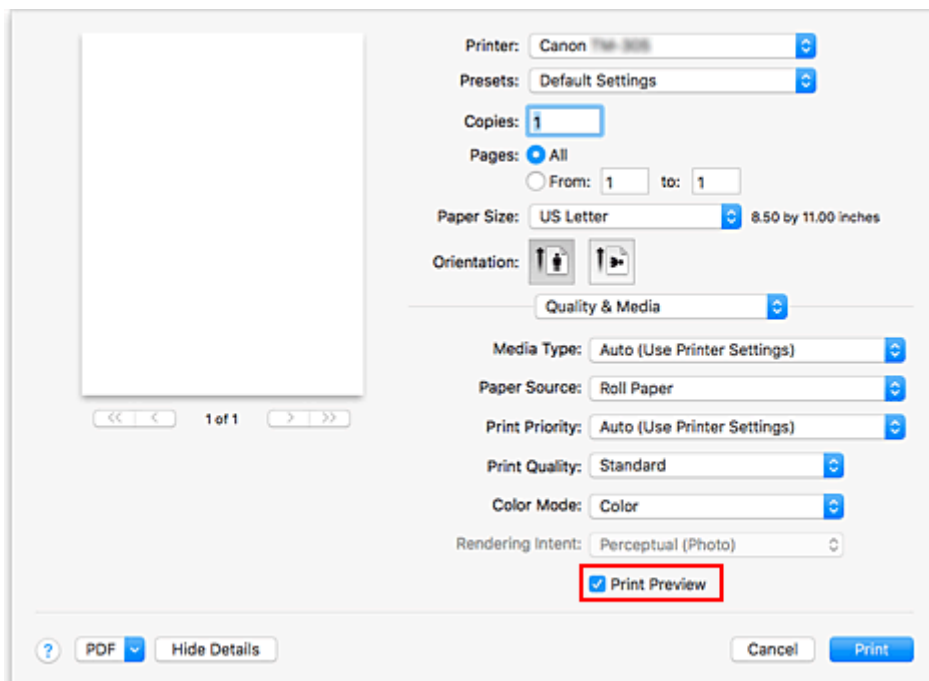 Printer: Canon
Presets: Default Settings
Copies: 1
Pages: All
From: 1 to: 1
Paper Size: US Letter 8.50 by 11.00 inches
Orientation:
Quality & Media
Media Type: Auto (Use Printer Settings)
Paper Source: Roll Paper
<< < 1 of 1 > >>
Print Priority: Auto (Use Printer Settings)
Print Quality: Standard
Color Mode: Color
Rendering Intent: Perceptual (Photo)
Print Preview
? PDF Hide Details Cancel Print